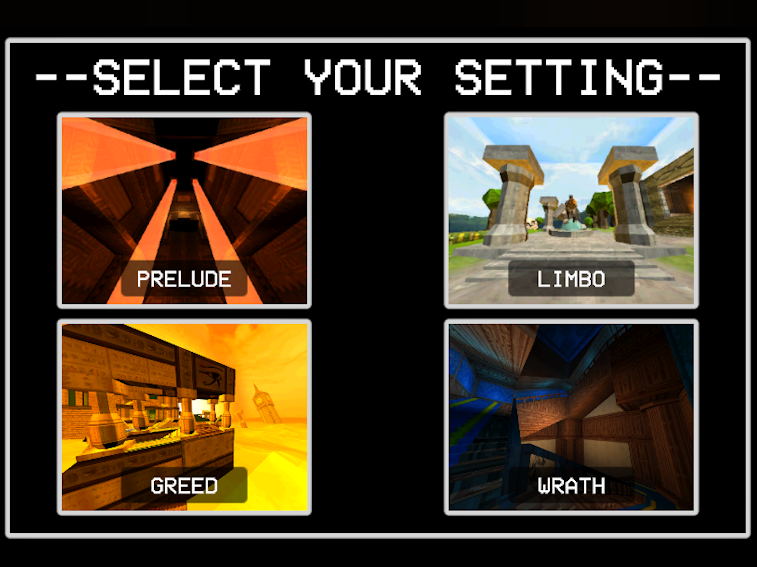 --SELECT YOUR SETTING--
PRELUDE
LIMBO
GREED
WRATH